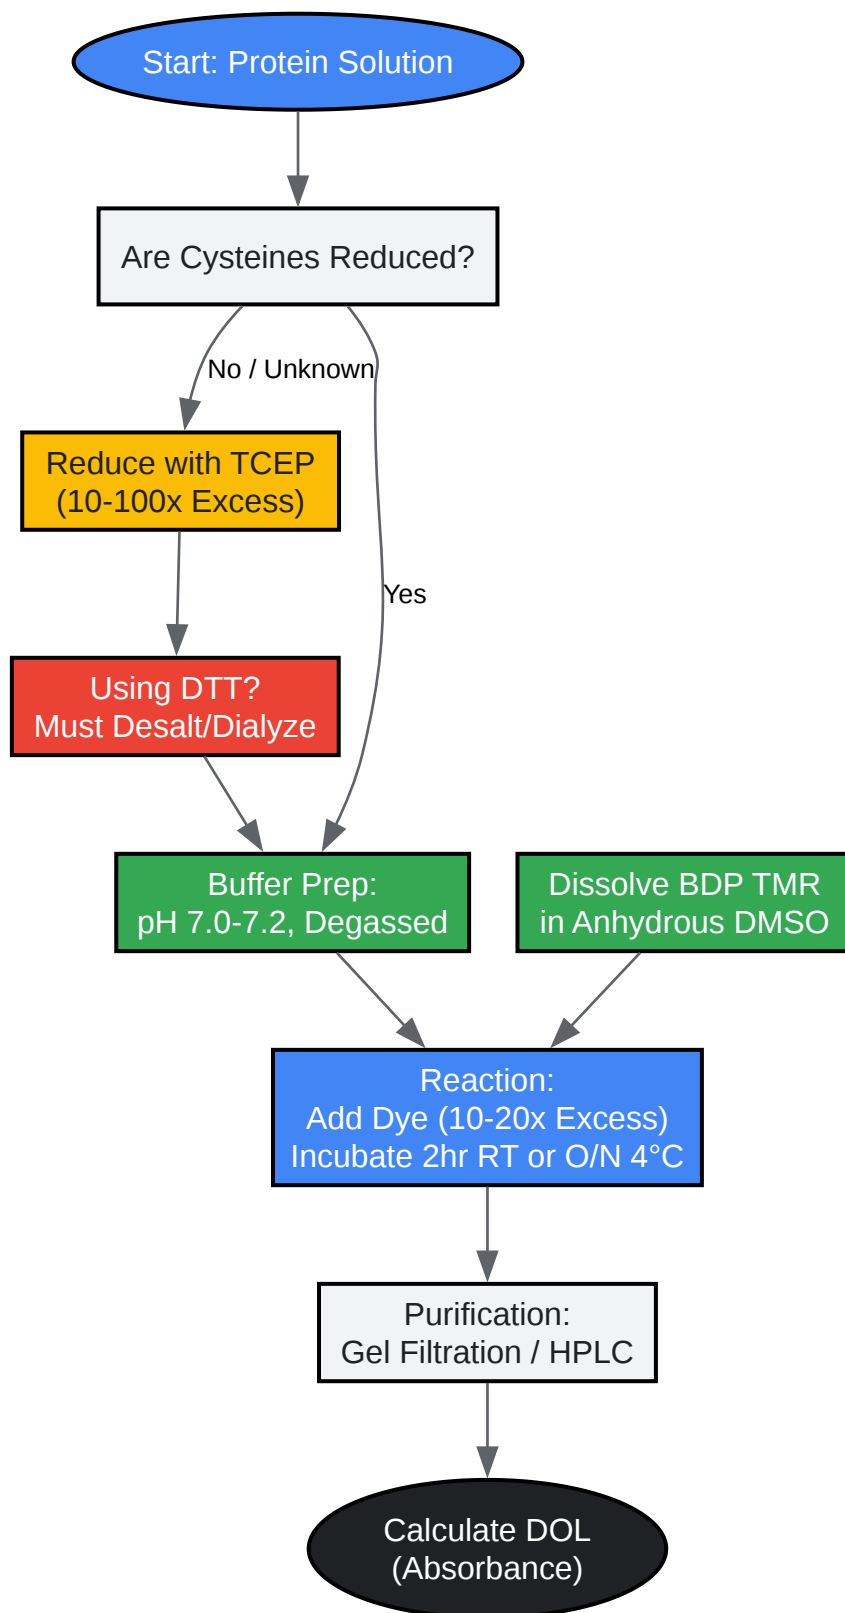 Start: Protein Solution
Are Cysteines Reduced?
No / Unknown
Reduce with TCEP
(10-100x Excess)
Yes
Using DTT?
Must Desalt/Dialyze
Buffer Prep:
pH 7.0-7.2, Degassed
Dissolve BDP TMR
in Anhydrous DMSO
Reaction:
Add Dye (10-20x Excess)
Incubate 2hr RT or O/N 4°C
Purification:
Gel Filtration / HPLC
Calculate DOL
(Absorbance)